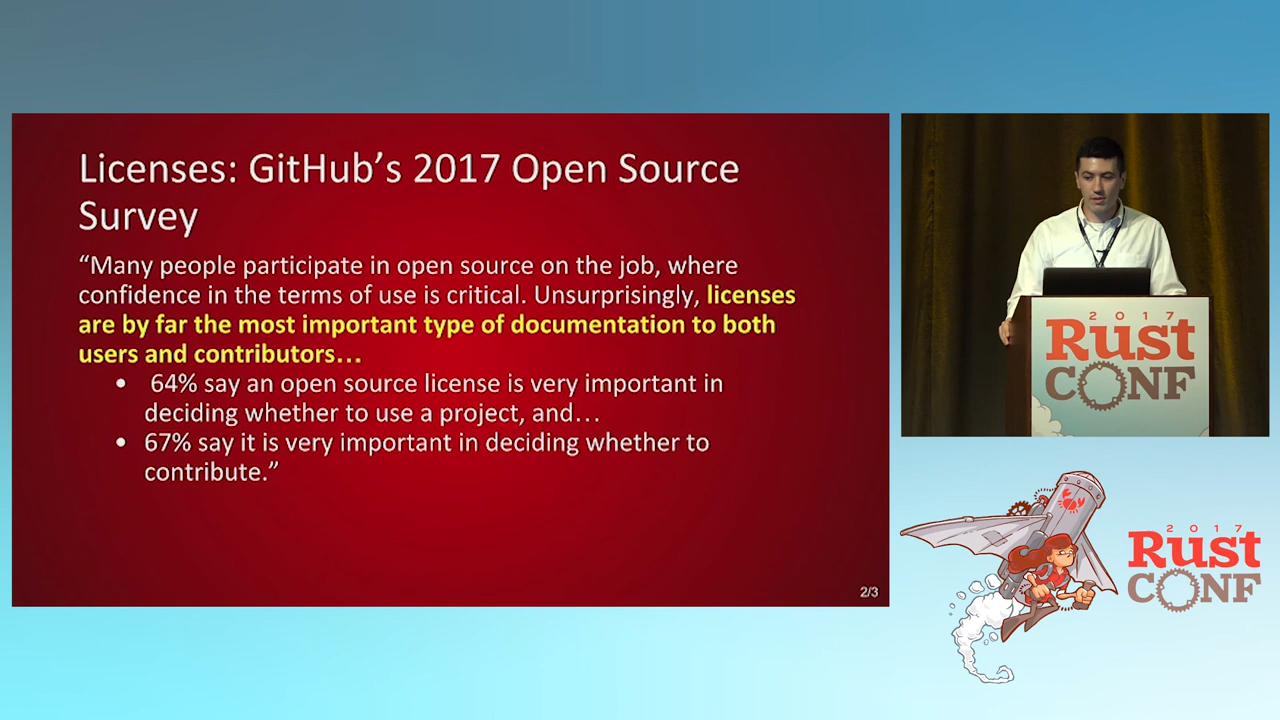 Licenses: GitHub’s 2017 Open Source
Survey
“Many people participate in open source on the job, where
confidence in the terms of use is critical. Unsurprisingly, licenses
are by far the most important type of documentation to both
users and contributors…
• 64% say an open source license is very important in
deciding whether to use a project, and…
• 67% say it is very important in deciding whether to
contribute.”
2/3
2017
Rust
CONF
2017
Rust
CONF